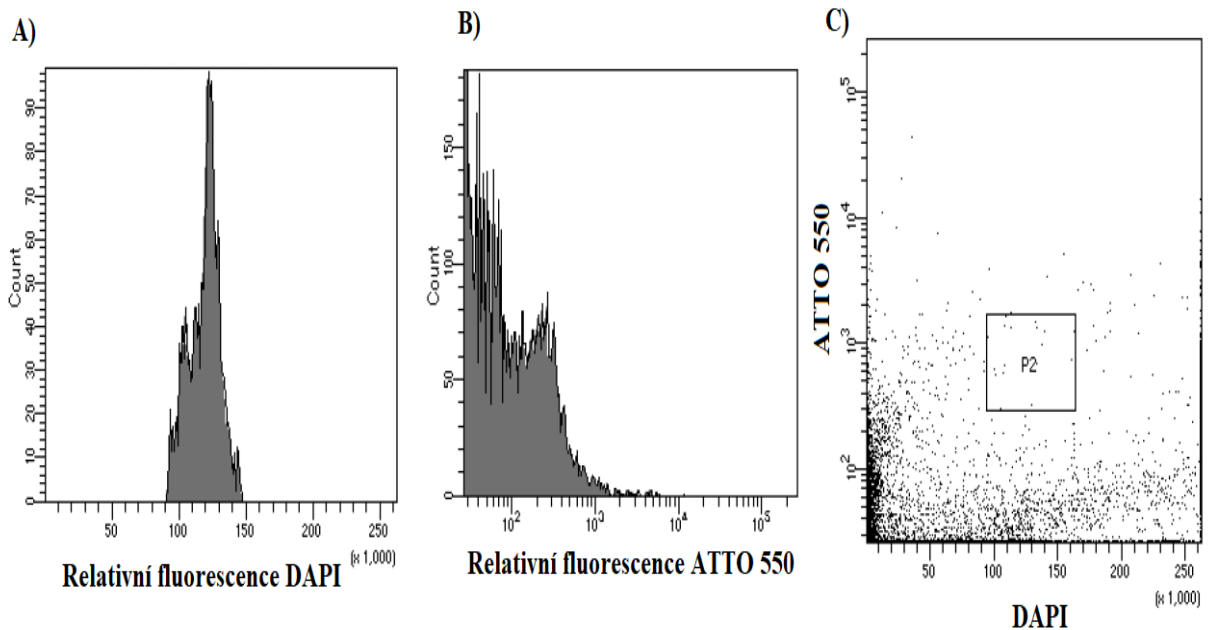 A)
Count
0
10
20
30
40
50
60
70
80
90
50
100
150
200
250
(x 1,000)
Relativní fluorescence DAPI
B)
Count
0
50
100
150
10²
10³
10⁴
10⁵
Relativní fluorescence ATTO 550
C)
ATTO 550
10⁵
10⁴
10³
10²
P2
50
100
150
200
250
(x 1,000)
DAPI